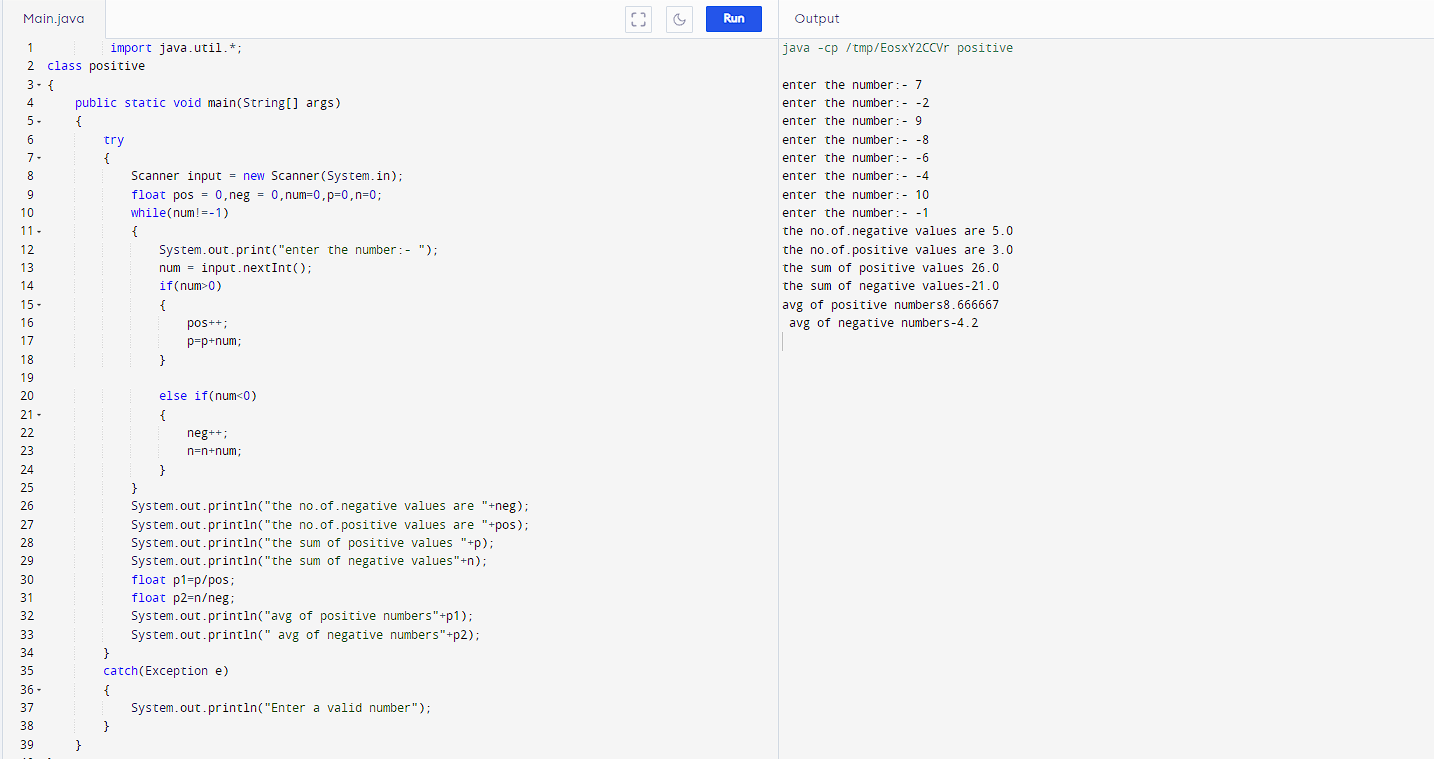 Main.java
Run
Output
1 import java.util.*;
2 class positive
3 {
4 public static void main(String[] args)
5 {
6 try
7 {
8 Scanner input = new Scanner(System.in);
9 float pos = 0,neg = 0,num=0,p=0,n=0;
10 while(num!=-1)
11 {
12 System.out.print("enter the number:- ");
13 num = input.nextInt();
14 if(num>0)
15 {
16 pos++;
17 p=p+num;
18 }
19
20 else if(num<0)
21 {
22 neg++;
23 n=n+num;
24 }
25 }
26 System.out.println("the no.of.negative values are "+neg);
27 System.out.println("the no.of.positive values are "+pos);
28 System.out.println("the sum of positive values "+p);
29 System.out.println("the sum of negative values"+n);
30 float p1=p/pos;
31 float p2=n/neg;
32 System.out.println("avg of positive numbers"+p1);
33 System.out.println(" avg of negative numbers"+p2);
34 }
35 catch(Exception e)
36 {
37 System.out.println("Enter a valid number");
38 }
39 }
java -cp /tmp/EosxY2CCVr positive
enter the number:- 7
enter the number:- -2
enter the number:- 9
enter the number:- -8
enter the number:- -6
enter the number:- -4
enter the number:- 10
enter the number:- -1
the no.of.negative values are 5.0
the no.of.positive values are 3.0
the sum of positive values 26.0
the sum of negative values-21.0
avg of positive numbers8.666667
avg of negative numbers-4.2